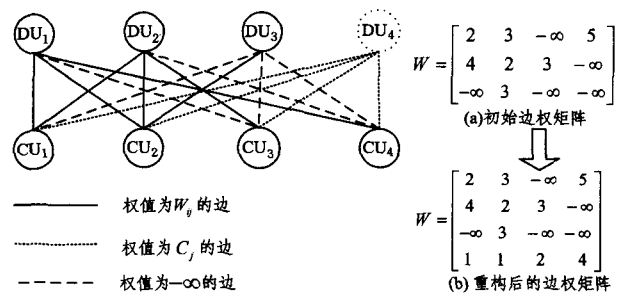 DU₁ DU₂ DU₃ DU₄
CU₁ CU₂ CU₃ CU₄
权值为Wᵢⱼ的边
权值为Cⱼ的边
权值为−∞的边
W =
2 3 −∞ 5
4 2 3 −∞
−∞ 3 −∞ −∞
(a)初始边权矩阵
W =
2 3 −∞ 5
4 2 3 −∞
−∞ 3 −∞ −∞
1 1 2 4
(b) 重构后的边权矩阵